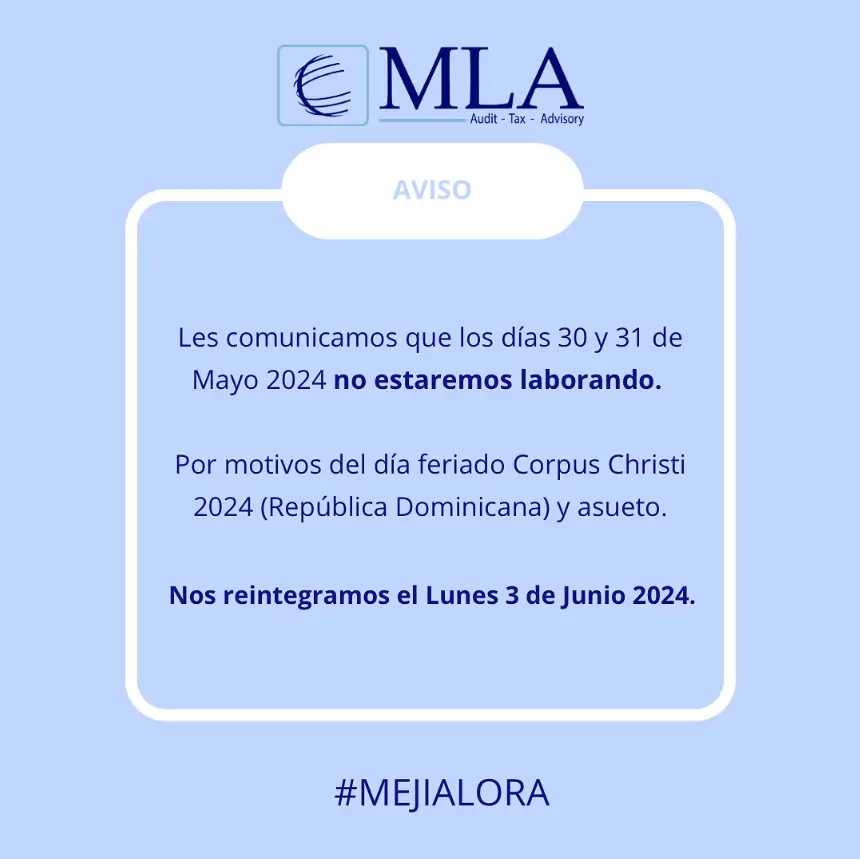 MLA
Audit - Tax - Advisory
AVISO
Les comunicamos que los días 30 y 31 de
Mayo 2024 no estaremos laborando.
Por motivos del día feriado Corpus Christi
2024 (República Dominicana) y asueto.
Nos reintegramos el Lunes 3 de Junio 2024.
#MEJIALORA